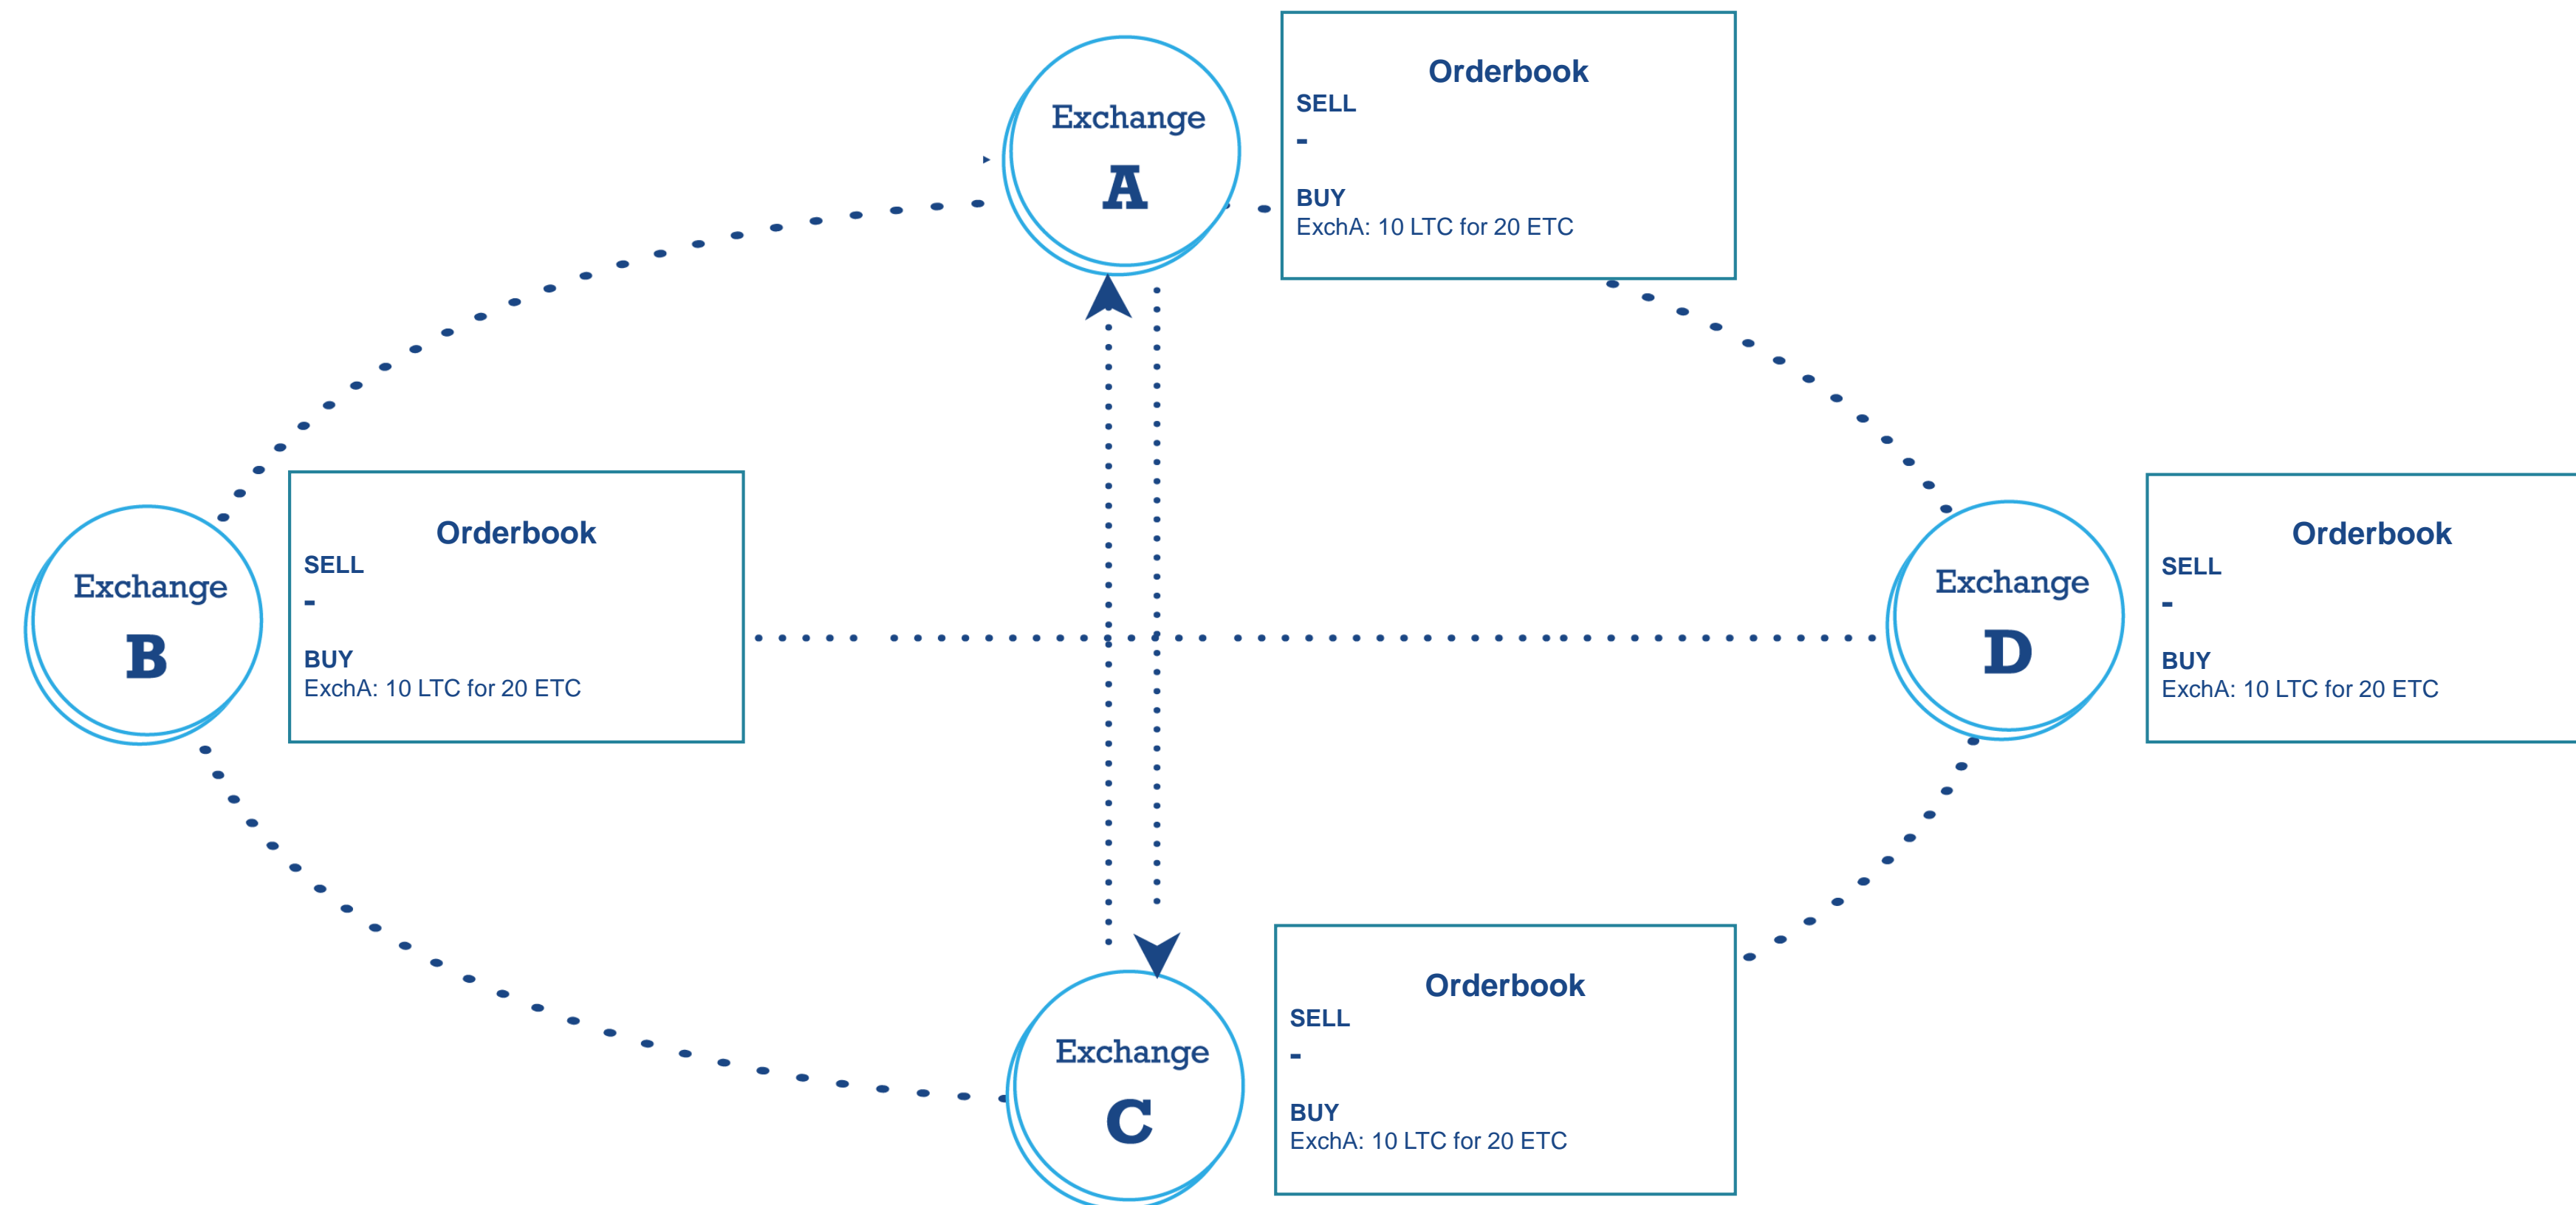 Exchange
A
Orderbook
SELL
-
BUY
ExchA: 10 LTC for 20 ETC
Exchange
B
Orderbook
SELL
-
BUY
ExchA: 10 LTC for 20 ETC
Exchange
D
Orderbook
SELL
-
BUY
ExchA: 10 LTC for 20 ETC
Exchange
C
Orderbook
SELL
-
BUY
ExchA: 10 LTC for 20 ETC